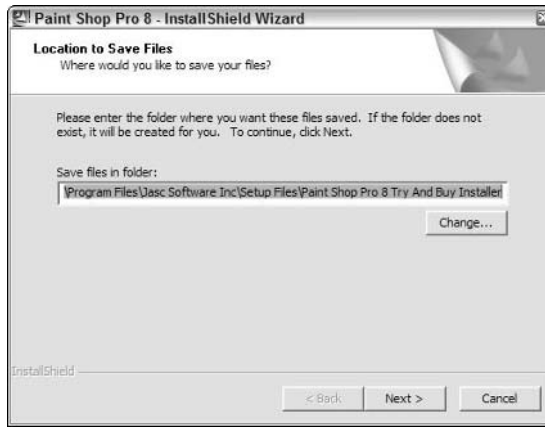 Paint Shop Pro 8 - InstallShield Wizard
Location to Save Files
Where would you like to save your files?
Please enter the folder where you want these files saved. If the folder does not
exist, it will be created for you. To continue, click Next.
Save files in folder:
\Program Files\Jasc Software Inc\Setup Files\Paint Shop Pro 8 Try And Buy Installer
Change...
InstallShield
< Back
Next >
Cancel